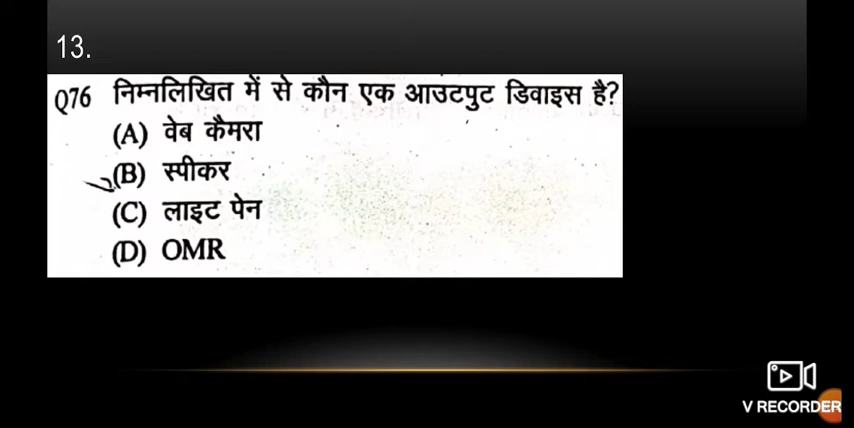 13.
Q76 निम्नलिखित में से कौन एक आउटपुट डिवाइस है?
(A) वेब कैमरा
(B) स्पीकर
(C) लाइट पेन
(D) OMR
V RECORDER